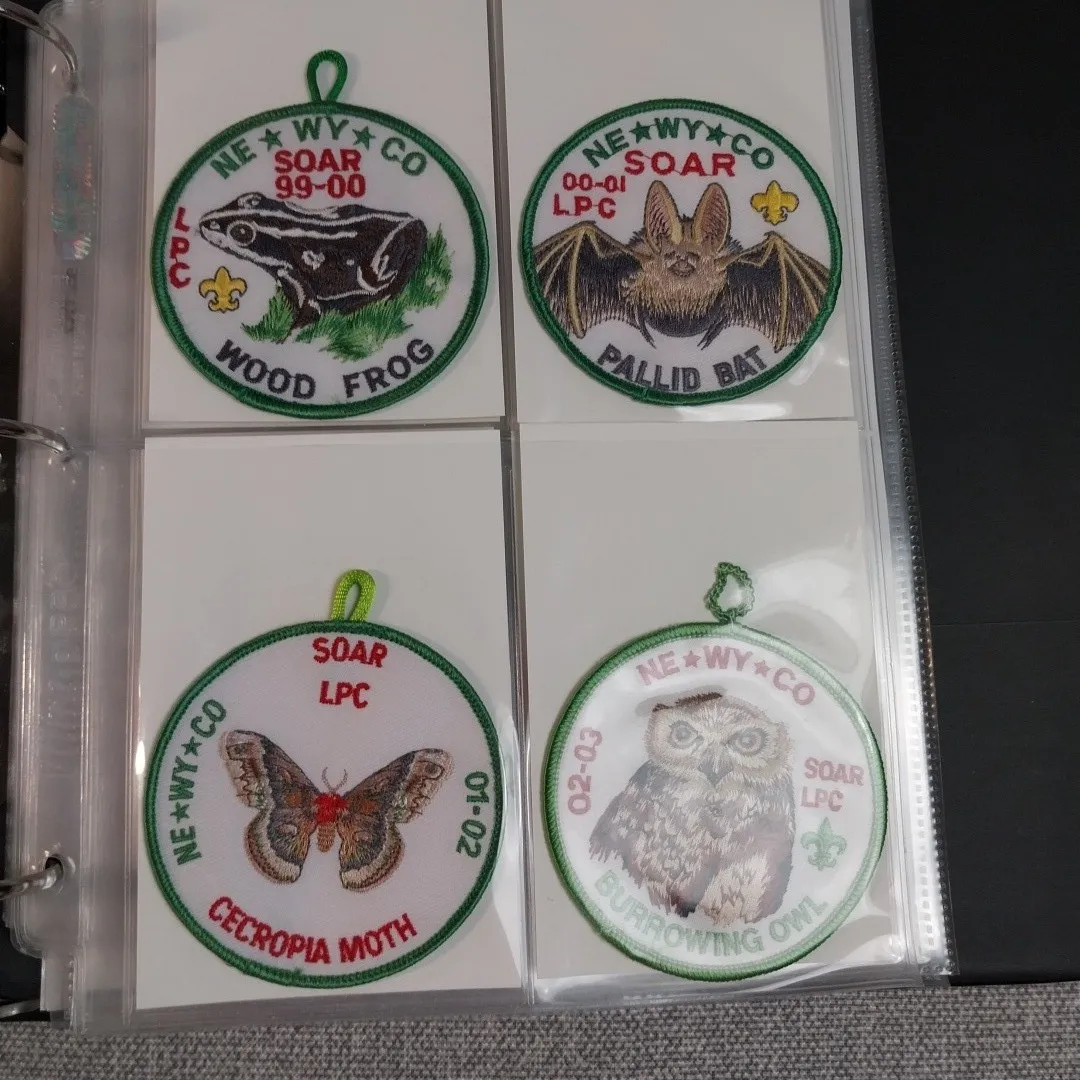 NE★WY★CO
SOAR
99-00
LPC
WOOD FROG
NE★WY★CO
SOAR
00-01
LPC
PALLID BAT
SOAR
LPC
NE★WY★CO
01-02
CECROPIA MOTH
NE★WY★CO
02-03
SOAR
LPC
BURROWING OWL